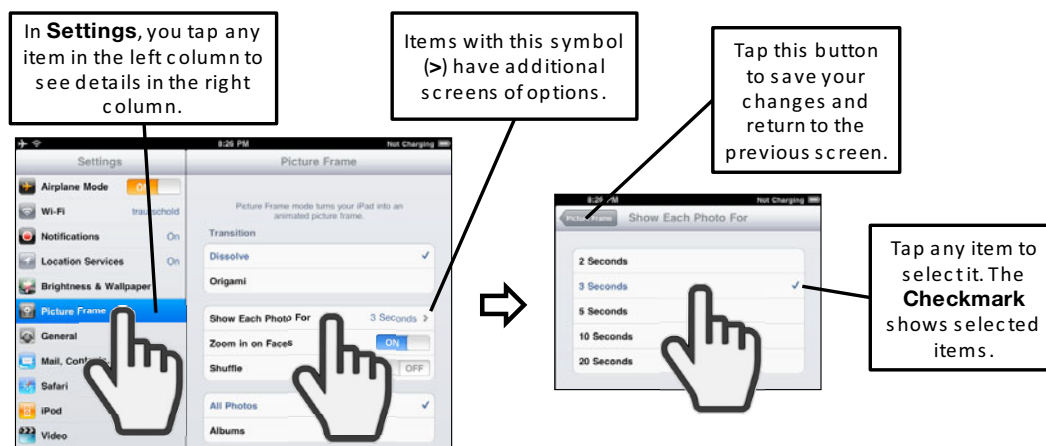 In Settings, you tap any
item in the left column to
see details in the right
column.
Items with this symbol
(>) have additional
screens of options.
Tap this button
to save your
changes and
return to the
previous screen.
8:26 PM
Not Charging
Settings
Airplane Mode
ON
Wi-Fi
Notifications On
Location Services On
Brightness & Wallpaper
Picture Frame
General
Mail,
Safari
iPod
Video
Picture Frame
Picture Frame mode turns your iPad into an
animated picture frame.
Transition
Dissolve ✓
Origami
Show Each Photo For 3 Seconds >
Zoom in on Faces ON
Shuffle OFF
All Photos ✓
Albums
8:26 PM
Not Charging
Picture Frame
Show Each Photo For
2 Seconds
3 Seconds ✓
5 Seconds
10 Seconds
20 Seconds
Tap any item to
select it. The
Checkmark
shows selected
items.